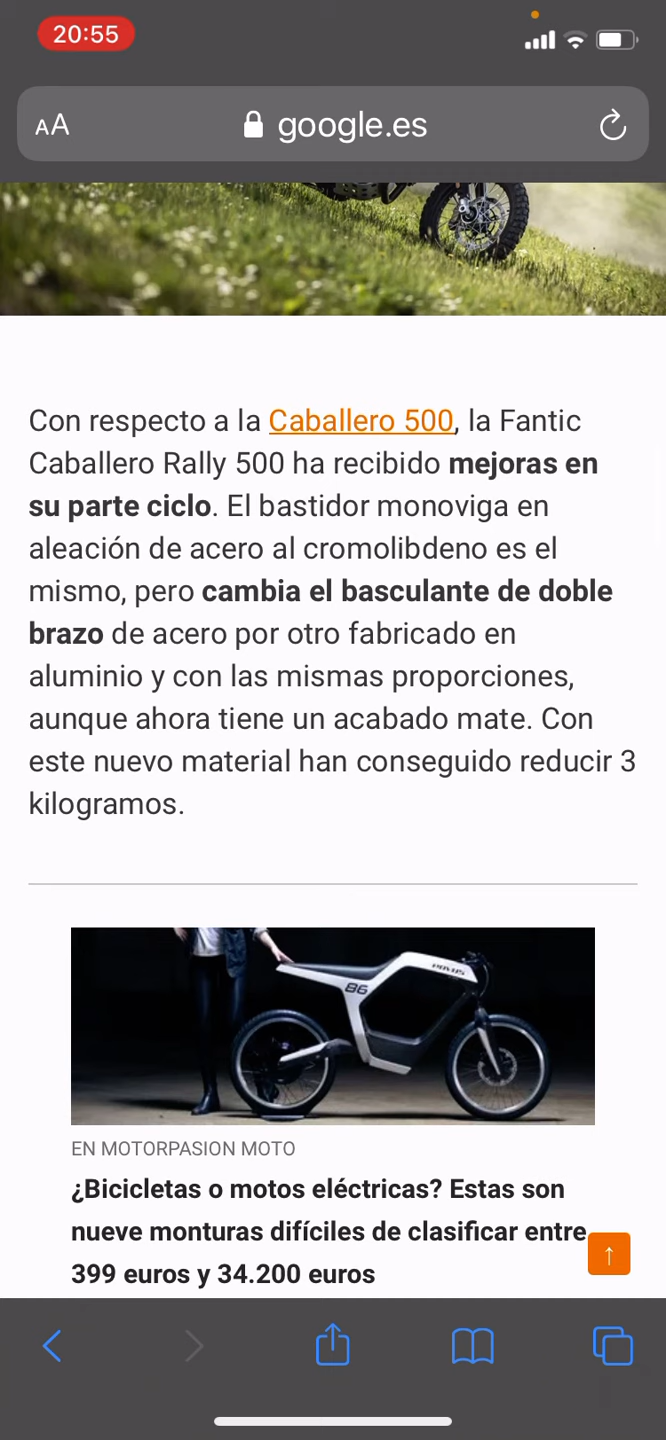 20:55
AA
google.es
Con respecto a la Caballero 500, la Fantic
Caballero Rally 500 ha recibido mejoras en
su parte ciclo. El bastidor monoviga en
aleación de acero al cromolibdeno es el
mismo, pero cambia el basculante de doble
brazo de acero por otro fabricado en
aluminio y con las mismas proporciones,
aunque ahora tiene un acabado mate. Con
este nuevo material han conseguido reducir 3
kilogramos.
NOVUS
86
EN MOTORPASION MOTO
¿Bicicletas o motos eléctricas? Estas son
nueve monturas difíciles de clasificar entre
399 euros y 34.200 euros